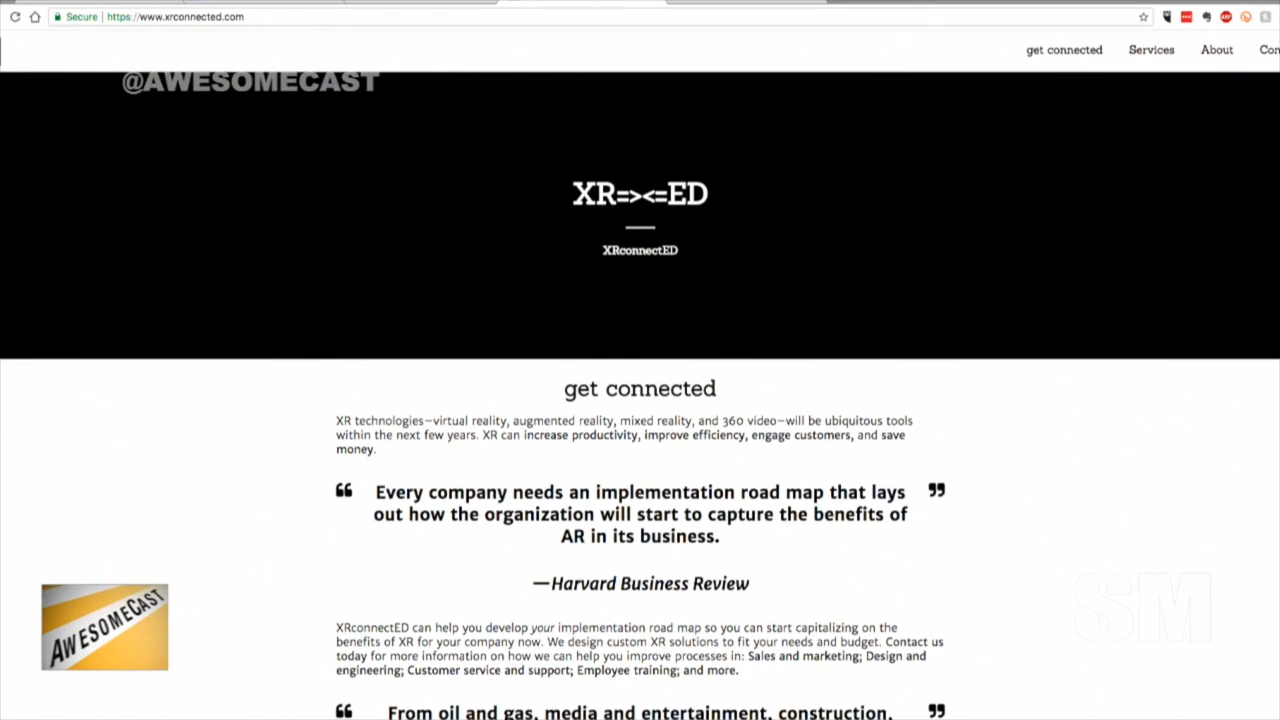 Secure https://www.xrconnected.com
get connected Services About Con
@AWESOMECAST
XR=><=ED
XRconnectED
get connected
XR technologies—virtual reality, augmented reality, mixed reality, and 360 video—will be ubiquitous tools
within the next few years. XR can increase productivity, improve efficiency, engage customers, and save
money.
“ Every company needs an implementation road map that lays ”
out how the organization will start to capture the benefits of
AR in its business.
—Harvard Business Review
XRconnectED can help you develop your implementation road map so you can start capitalizing on the
benefits of XR for your company now. We design custom XR solutions to fit your needs and budget. Contact us
today for more information on how we can help you improve processes in: Sales and marketing; Design and
engineering; Customer service and support; Employee training; and more.
AWESOMECAST
SM
“ From oil and gas, media and entertainment, construction, ”